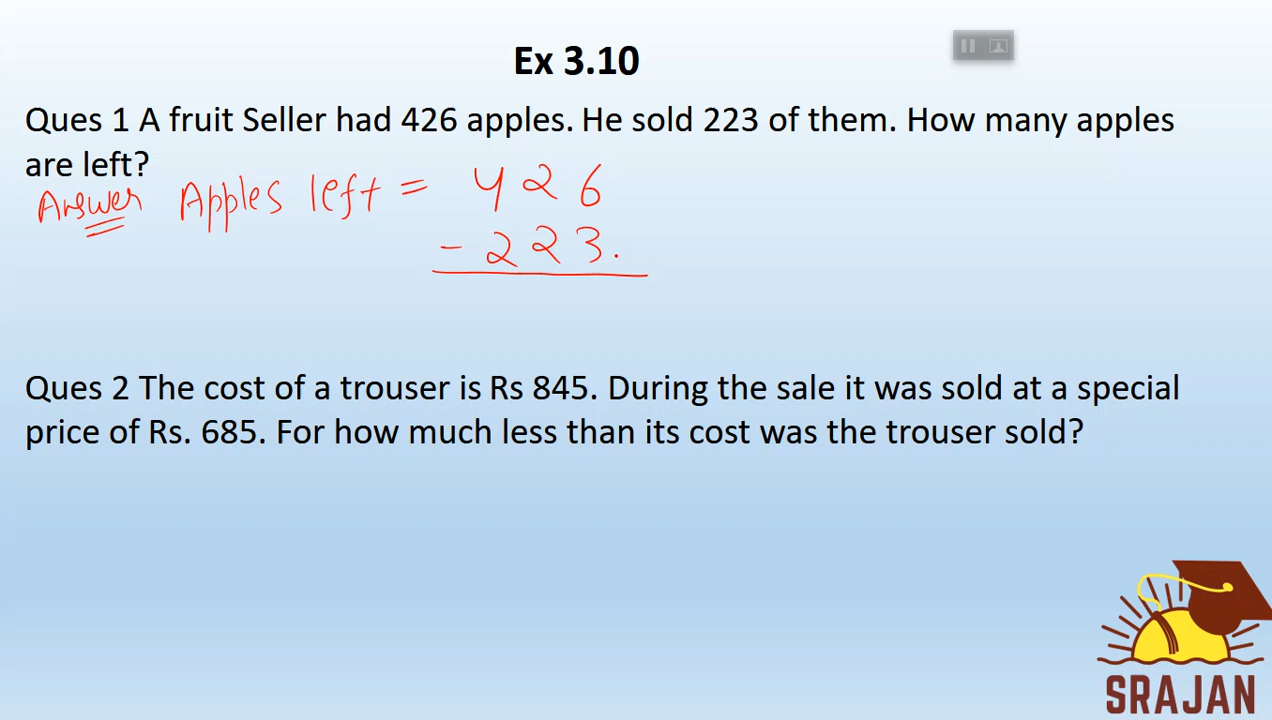 Ex 3.10
Ques 1 A fruit Seller had 426 apples. He sold 223 of them. How many apples
are left?
Answer Apples left = 426
- 223.
Ques 2 The cost of a trouser is Rs 845. During the sale it was sold at a special
price of Rs. 685. For how much less than its cost was the trouser sold?
SRAJAN